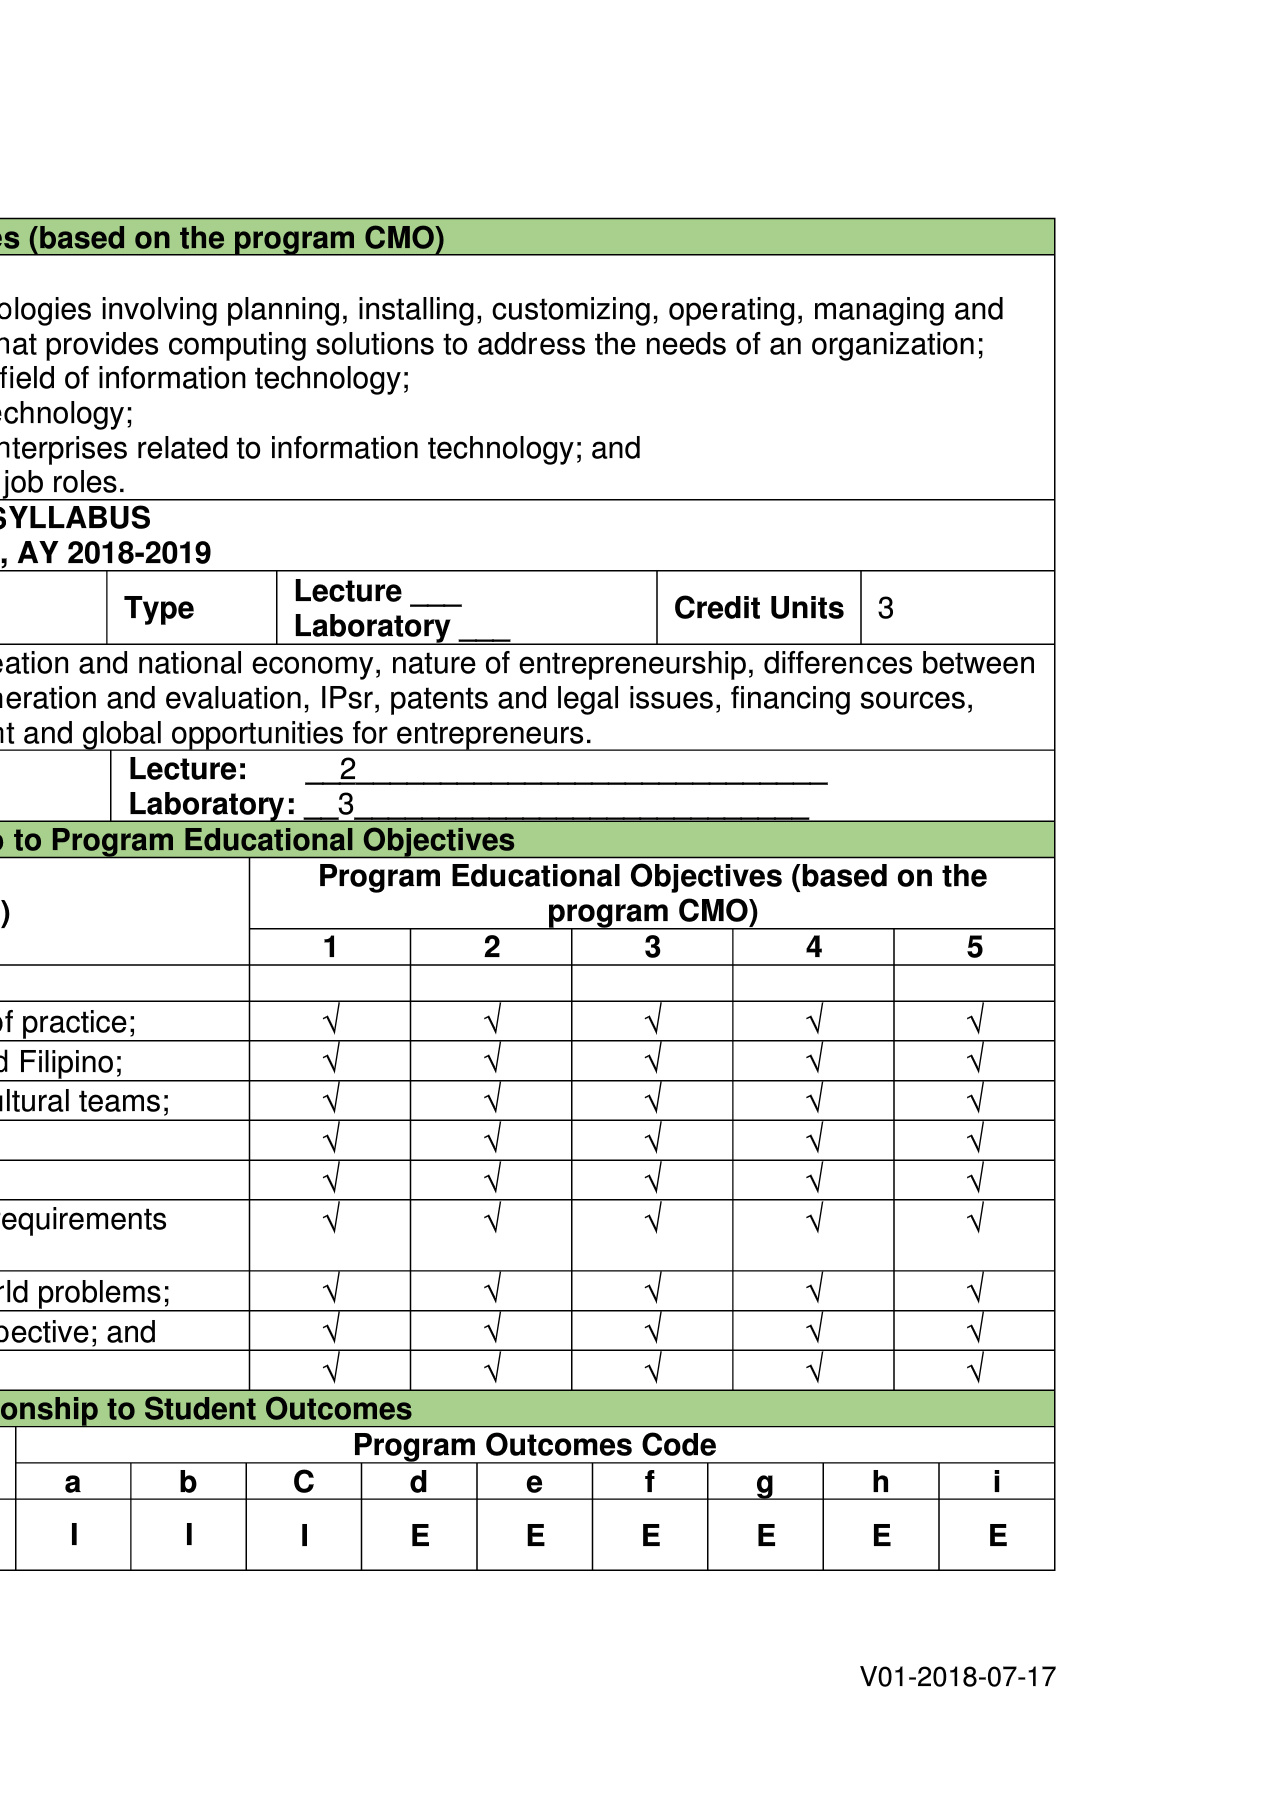 es (based on the program CMO)
ologies involving planning, installing, customizing, operating, managing and
hat provides computing solutions to address the needs of an organization;
field of information technology;
echnology;
nterprises related to information technology; and
job roles.
SYLLABUS
, AY 2018-2019
Type
Lecture ___
Laboratory ___
Credit Units
3
eation and national economy, nature of entrepreneurship, differences between
neration and evaluation, IPsr, patents and legal issues, financing sources,
nt and global opportunities for entrepreneurs.
Lecture: __2____________________________
Laboratory: __3___________________________
to Program Educational Objectives
)
Program Educational Objectives (based on the
program CMO)
1 2 3 4 5
of practice; √ √ √ √ √
d Filipino; √ √ √ √ √
ultural teams; √ √ √ √ √
√ √ √ √ √
√ √ √ √ √
requirements √ √ √ √ √
rld problems; √ √ √ √ √
pective; and √ √ √ √ √
√ √ √ √ √
onship to Student Outcomes
Program Outcomes Code
a b C d e f g h i
I I I E E E E E E
V01-2018-07-17